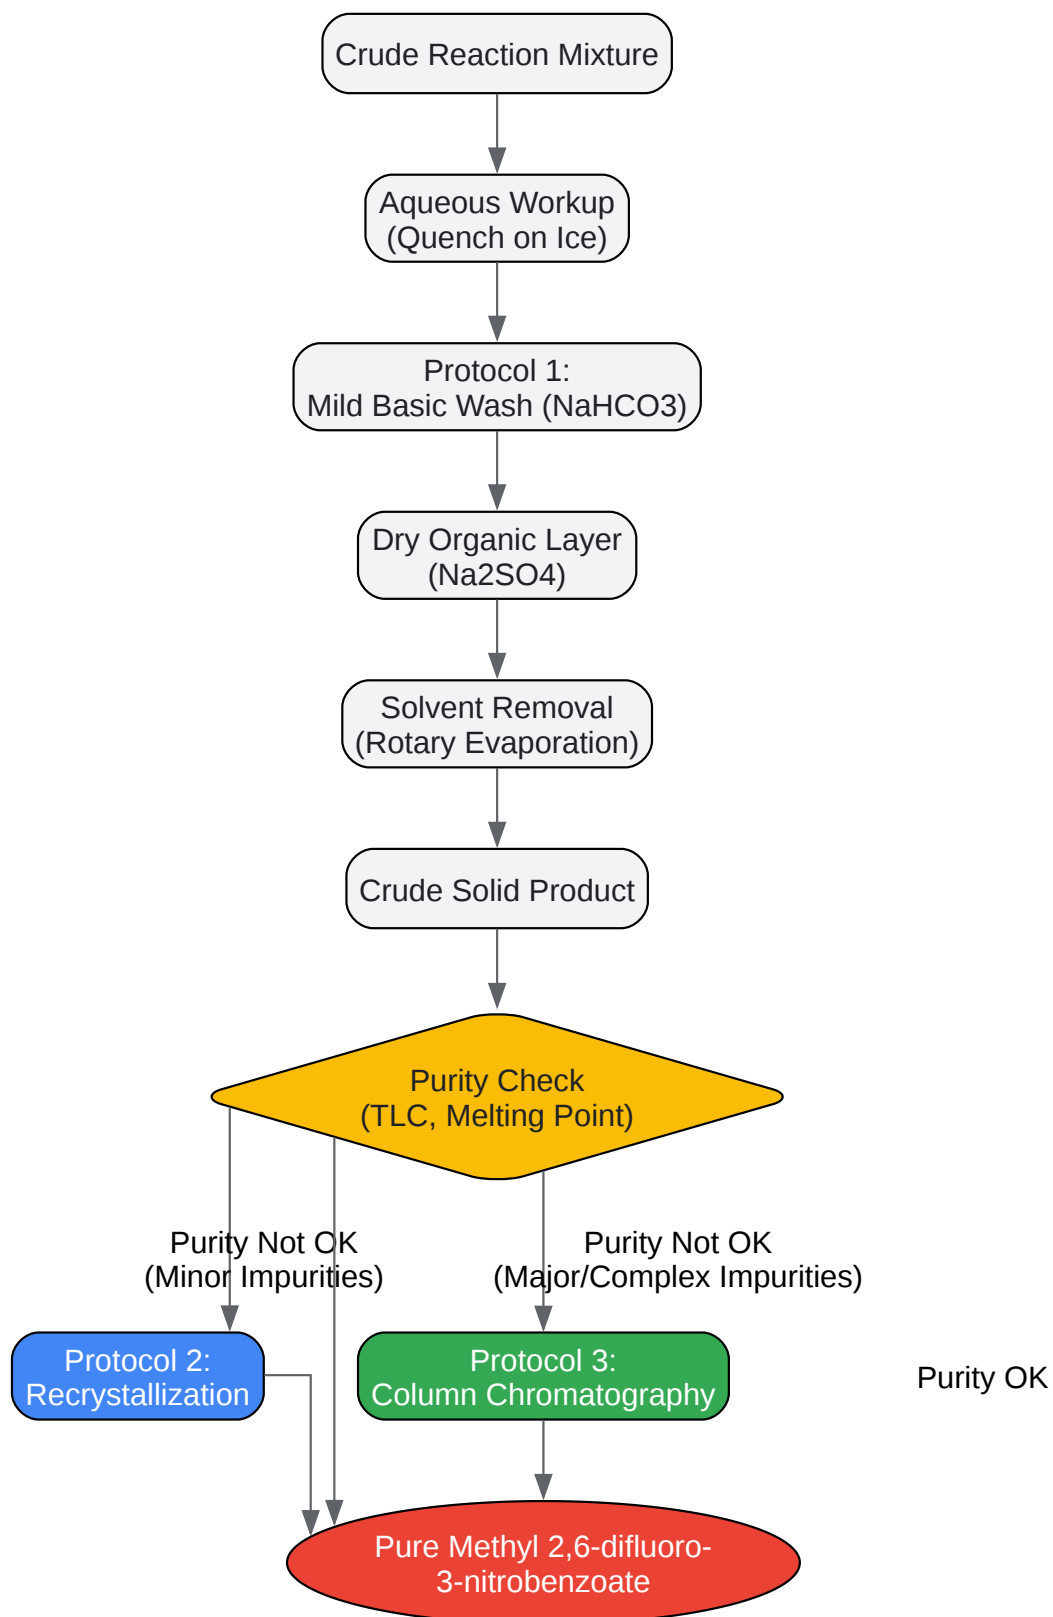 Crude Reaction Mixture
Aqueous Workup
(Quench on Ice)
Protocol 1:
Mild Basic Wash (NaHCO3)
Dry Organic Layer
(Na2SO4)
Solvent Removal
(Rotary Evaporation)
Crude Solid Product
Purity Check
(TLC, Melting Point)
Purity Not OK
(Minor Impurities)
Purity Not OK
(Major/Complex Impurities)
Protocol 2:
Recrystallization
Protocol 3:
Column Chromatography
Purity OK
Pure Methyl 2,6-difluoro-
3-nitrobenzoate